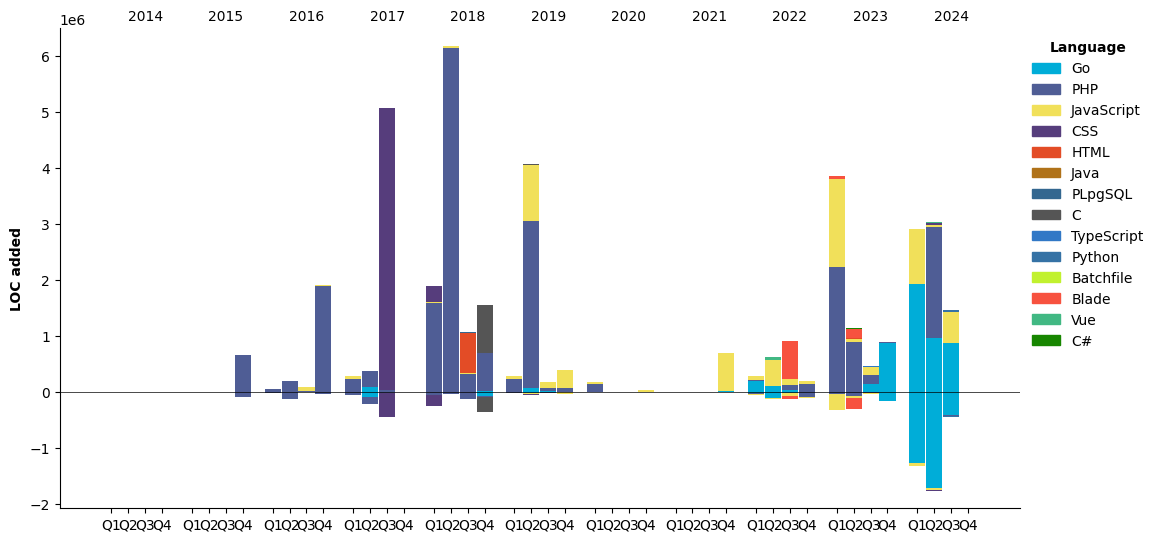 1e6
2014 2015 2016 2017 2018 2019 2020 2021 2022 2023 2024
LOC added
6
5
4
3
2
1
0
−1
−2
Q1Q2Q3Q4 Q1Q2Q3Q4 Q1Q2Q3Q4 Q1Q2Q3Q4 Q1Q2Q3Q4 Q1Q2Q3Q4 Q1Q2Q3Q4 Q1Q2Q3Q4 Q1Q2Q3Q4 Q1Q2Q3Q4 Q1Q2Q3Q4
Language
Go
PHP
JavaScript
CSS
HTML
Java
PLpgSQL
C
TypeScript
Python
Batchfile
Blade
Vue
C#